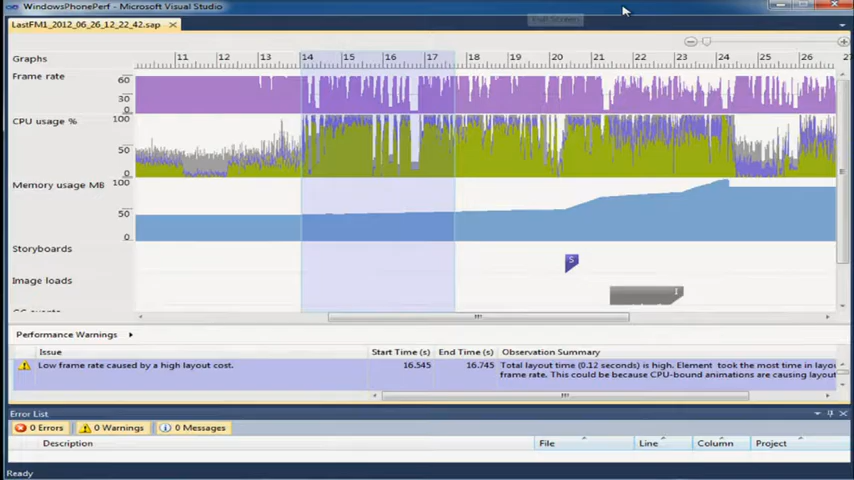 WindowsPhonePerf - Microsoft Visual Studio
Full Screen
LastFM1_2012_06_26_12_22_42.sap
Graphs
11 12 13 14 15 16 17 18 19 20 21 22 23 24 25 26
Frame rate
60
30
0
CPU usage %
100
50
0
Memory usage MB
100
50
0
Storyboards
S
Image loads
I
Performance Warnings
Issue Start Time (s) End Time (s) Observation Summary
Low frame rate caused by a high layout cost. 16.545 16.745 Total layout time (0.12 seconds) is high. Element took the most time in layou
frame rate. This could be because CPU-bound animations are causing layout
Error List
0 Errors 0 Warnings 0 Messages
Description File Line Column Project
Ready